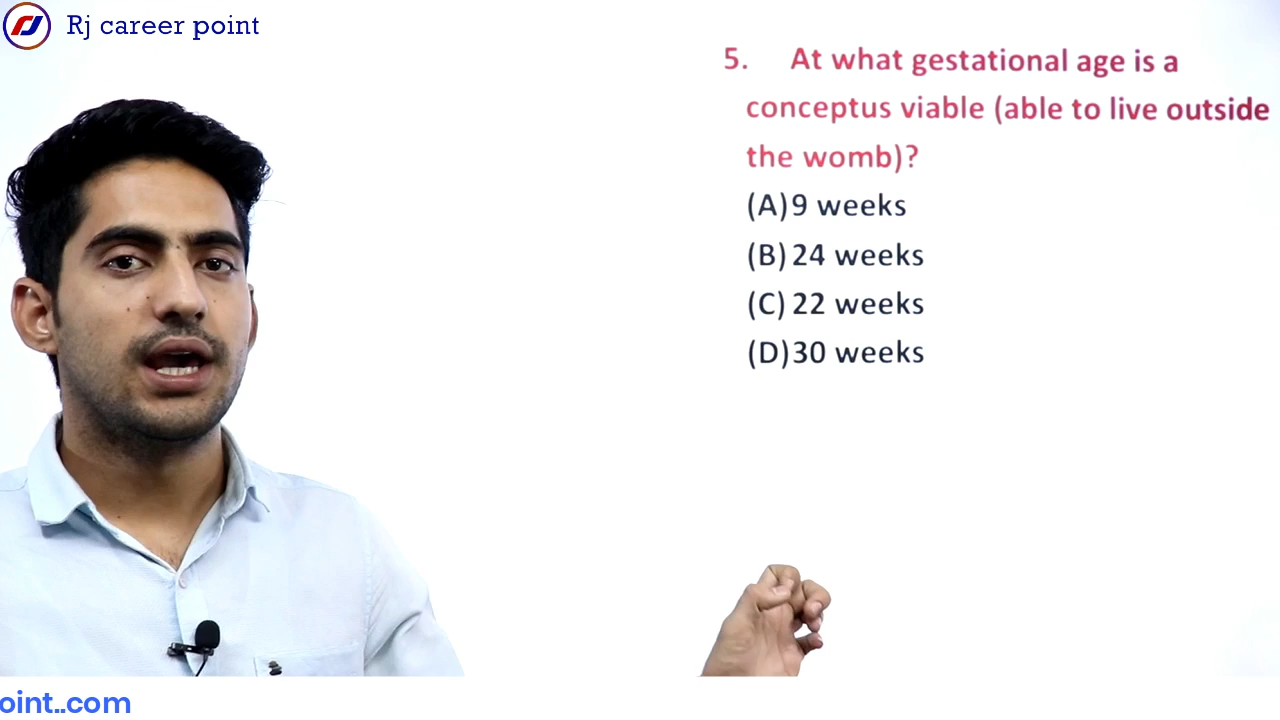 Rj career point
5. At what gestational age is a
conceptus viable (able to live outside
the womb)?
(A) 9 weeks
(B) 24 weeks
(C) 22 weeks
(D) 30 weeks
oint..com